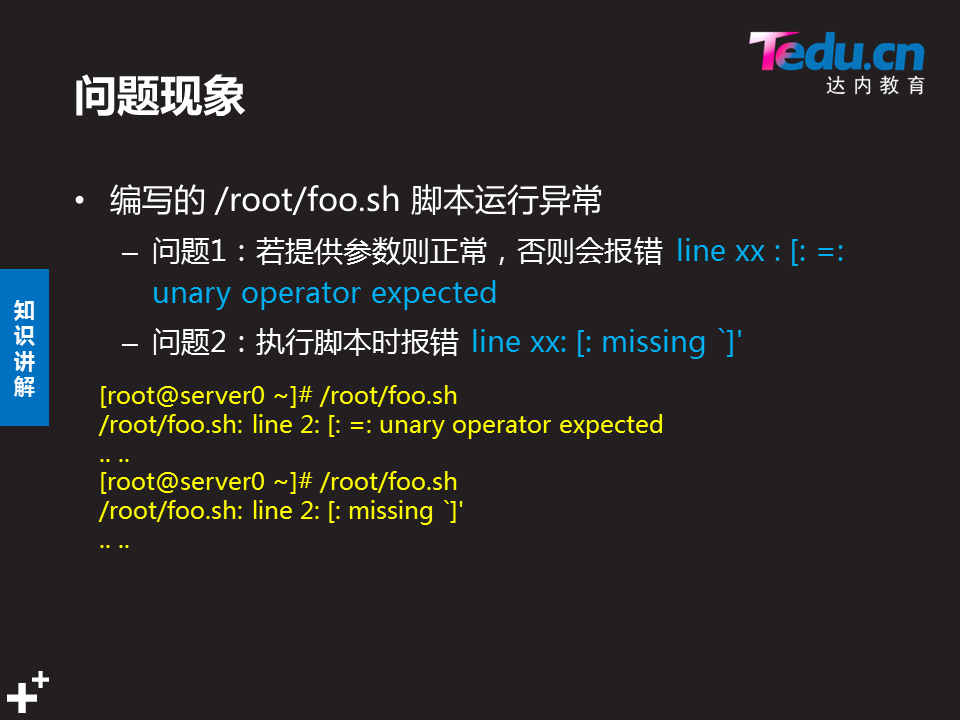 Tedu.cn
达内教育
问题现象
• 编写的 /root/foo.sh 脚本运行异常
– 问题1：若提供参数则正常，否则会报错 line xx : [: =:
unary operator expected
– 问题2：执行脚本时报错 line xx: [: missing `]'
知识讲解
[root@server0 ~]# /root/foo.sh
/root/foo.sh: line 2: [: =: unary operator expected
.. ..
[root@server0 ~]# /root/foo.sh
/root/foo.sh: line 2: [: missing `]'
.. ..